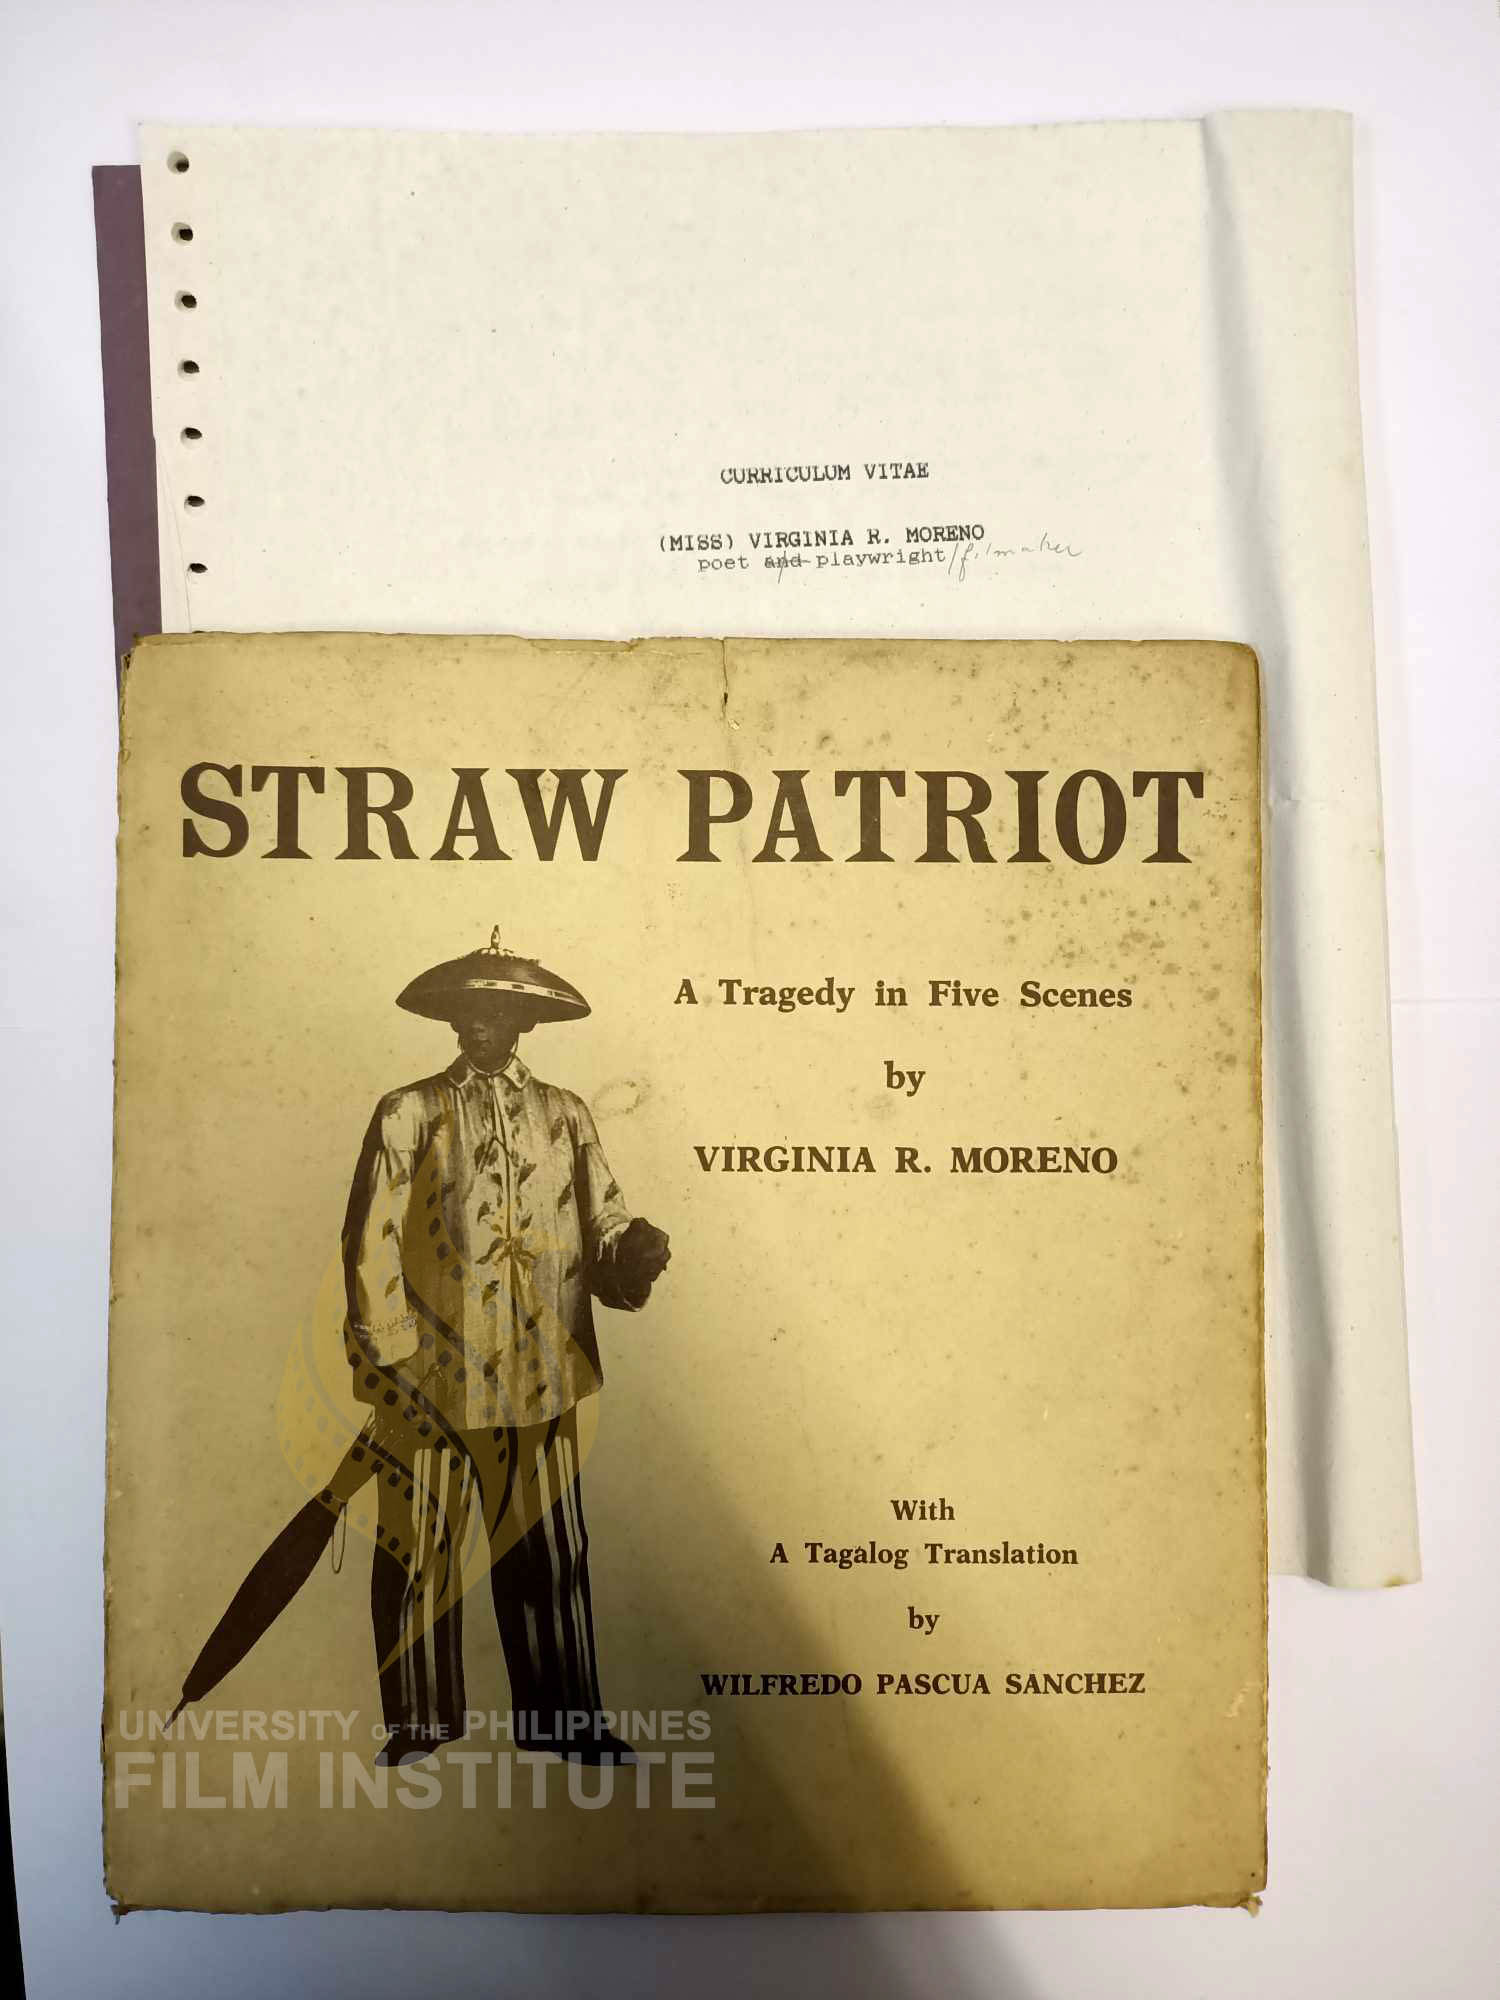 CURRICULUM VITAE
(MISS) VIRGINIA R. MORENO
poet and playwright/filmaker
STRAW PATRIOT
A Tragedy in Five Scenes
by
VIRGINIA R. MORENO
With
A Tagalog Translation
by
WILFREDO PASCUA SANCHEZ
UNIVERSITY OF THE PHILIPPINES
FILM INSTITUTE